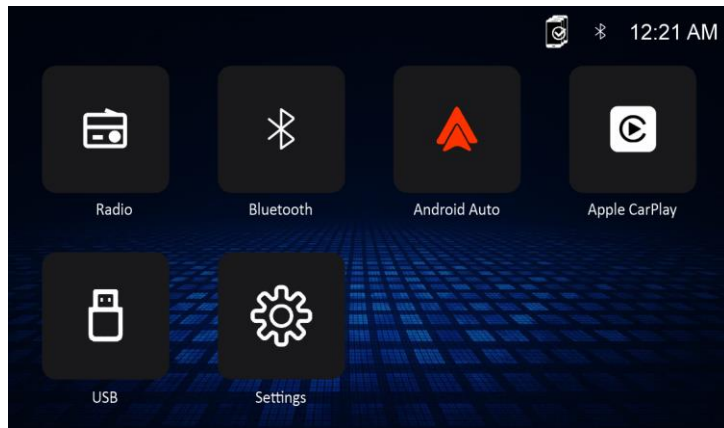 12:21 AM
Radio
Bluetooth
Android Auto
Apple CarPlay
USB
Settings